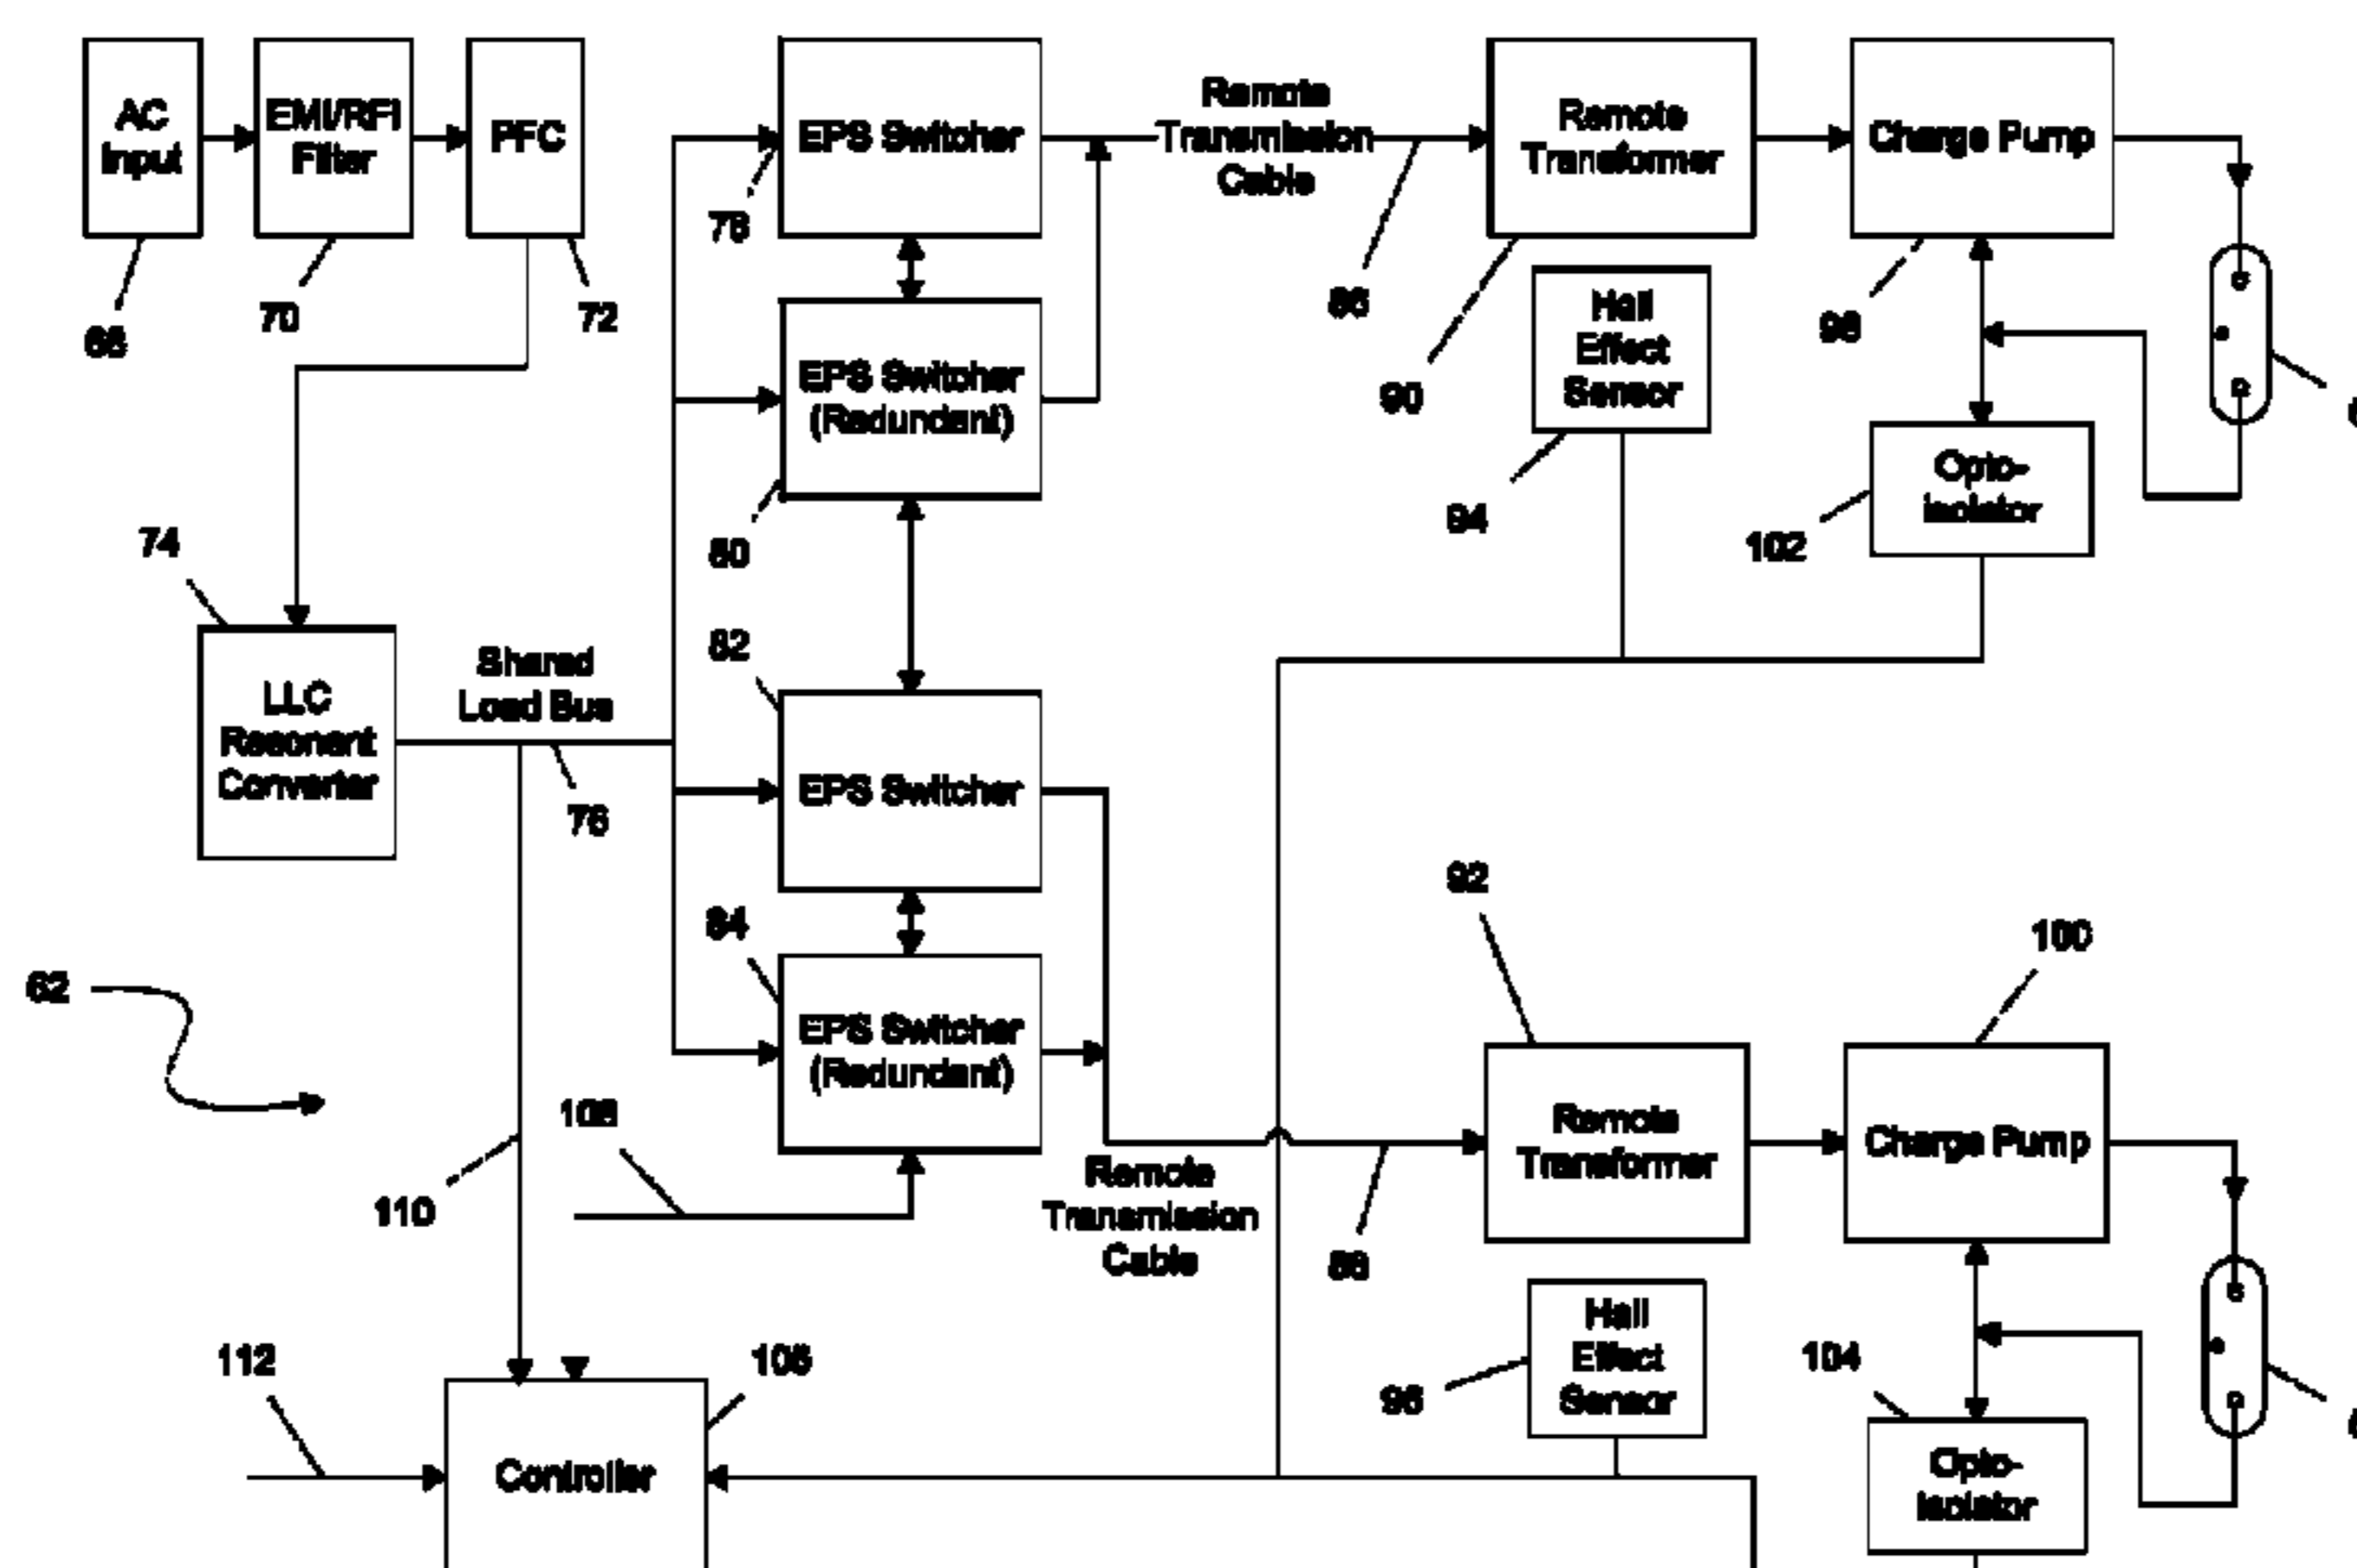 AC
Input
EMI/RFI
Filter
PFC
EPS Switcher
Remote
Transmission
Cable
Remote
Transformer
Charge Pump
78
68
70
72
86
90
98
Hall
Effect
Sensor
EPS Switcher
(Redundant)
94
Opto-
isolator
102
80
74
82
LLC
Resonant
Converter
Shared
Load Bus
76
EPS Switcher
84
92
100
62
EPS Switcher
(Redundant)
Remote
Transformer
Charge Pump
110
Remote
Transmission
Cable
88
Hall
Effect
Sensor
112
96
104
Controller
Opto-
isolator